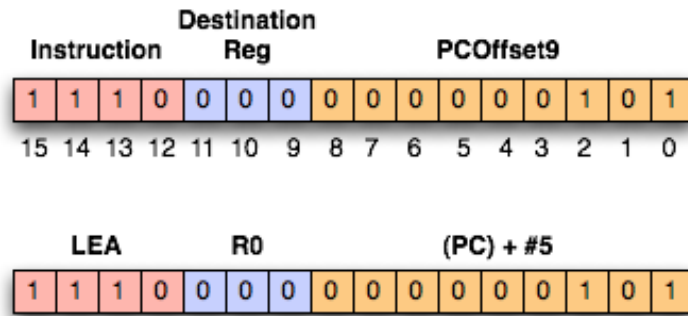 Destination
Instruction Reg PCOffset9
1 1 1 0 0 0 0 0 0 0 0 0 0 1 0 1
15 14 13 12 11 10 9 8 7 6 5 4 3 2 1 0
LEA R0 (PC) + #5
1 1 1 0 0 0 0 0 0 0 0 0 0 1 0 1